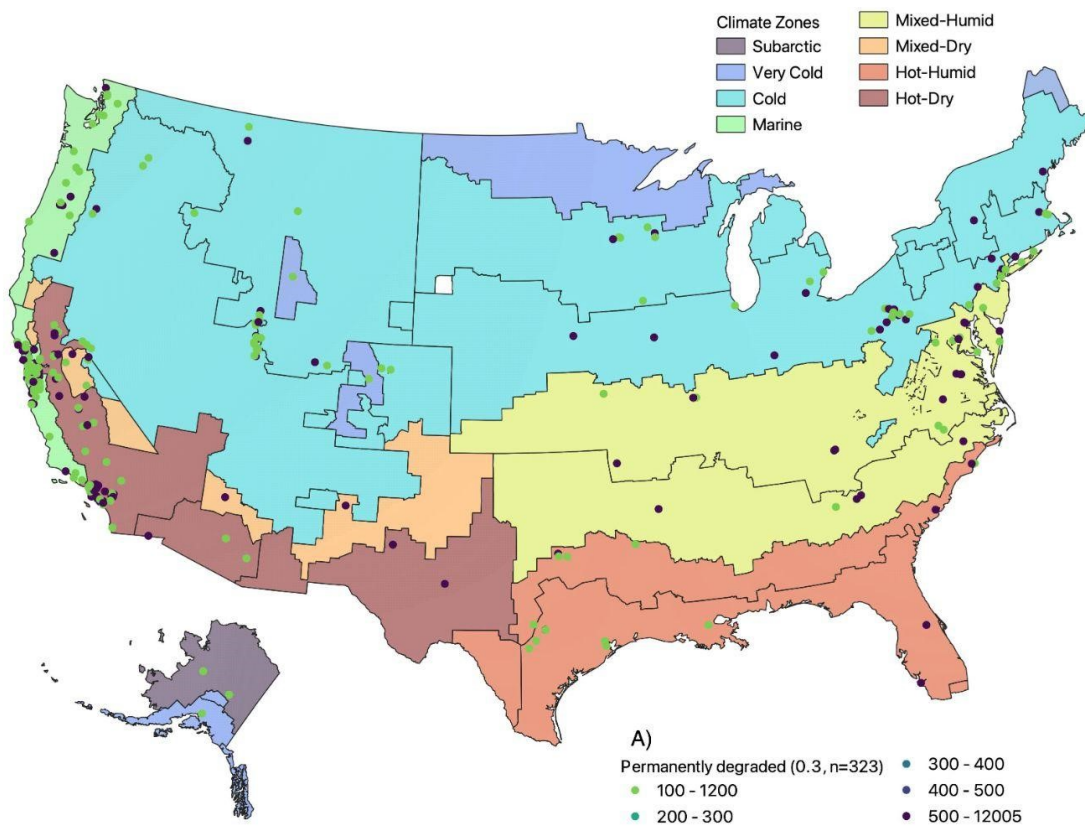 Climate Zones
Subarctic
Very Cold
Cold
Marine
Mixed-Humid
Mixed-Dry
Hot-Humid
Hot-Dry
A)
Permanently degraded (0.3, n=323)
100 - 1200
200 - 300
300 - 400
400 - 500
500 - 12005